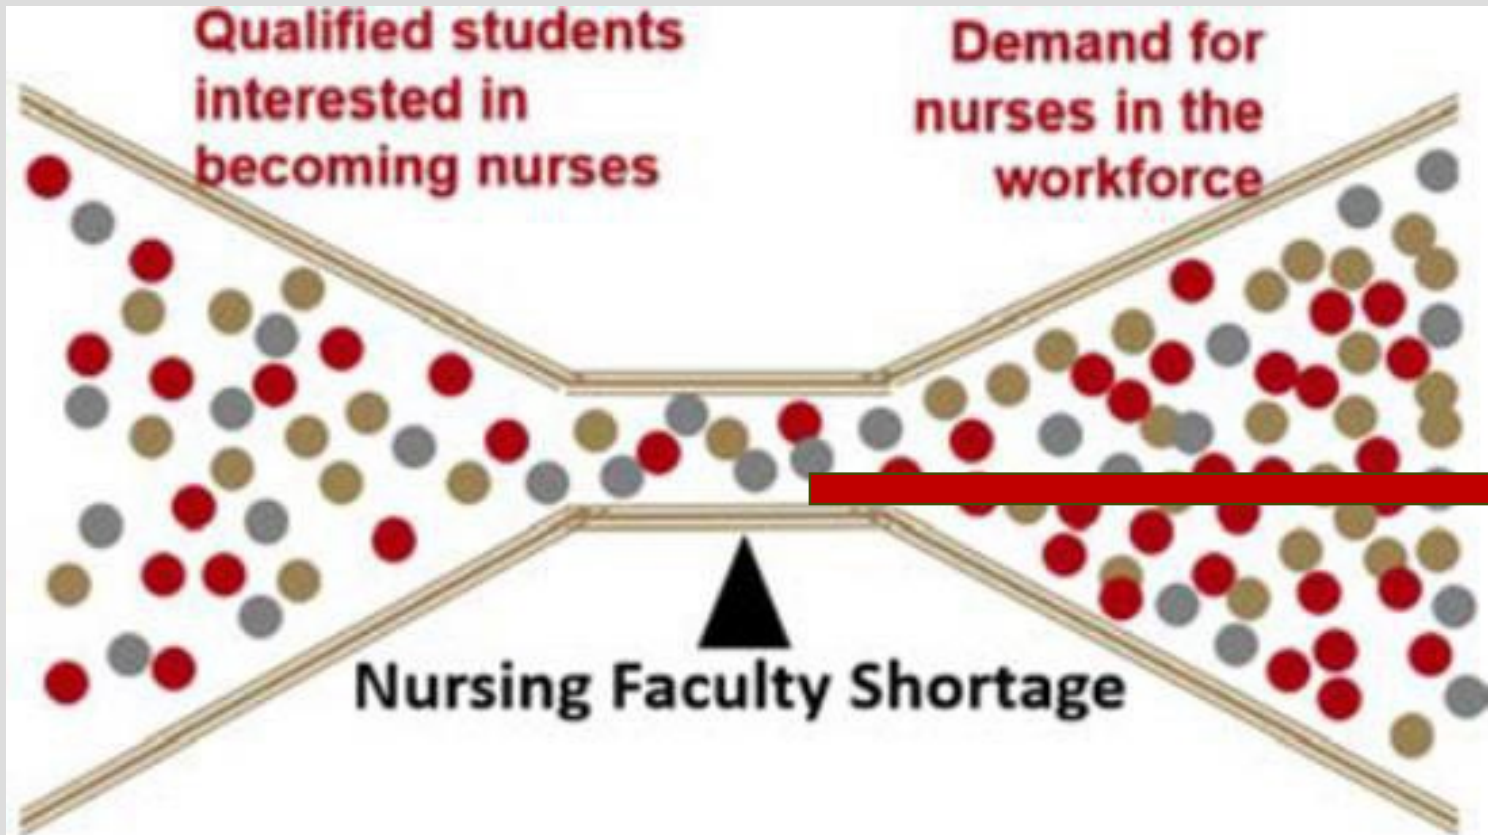 Qualified students
interested in
becoming nurses
Demand for
nurses in the
workforce
Nursing Faculty Shortage